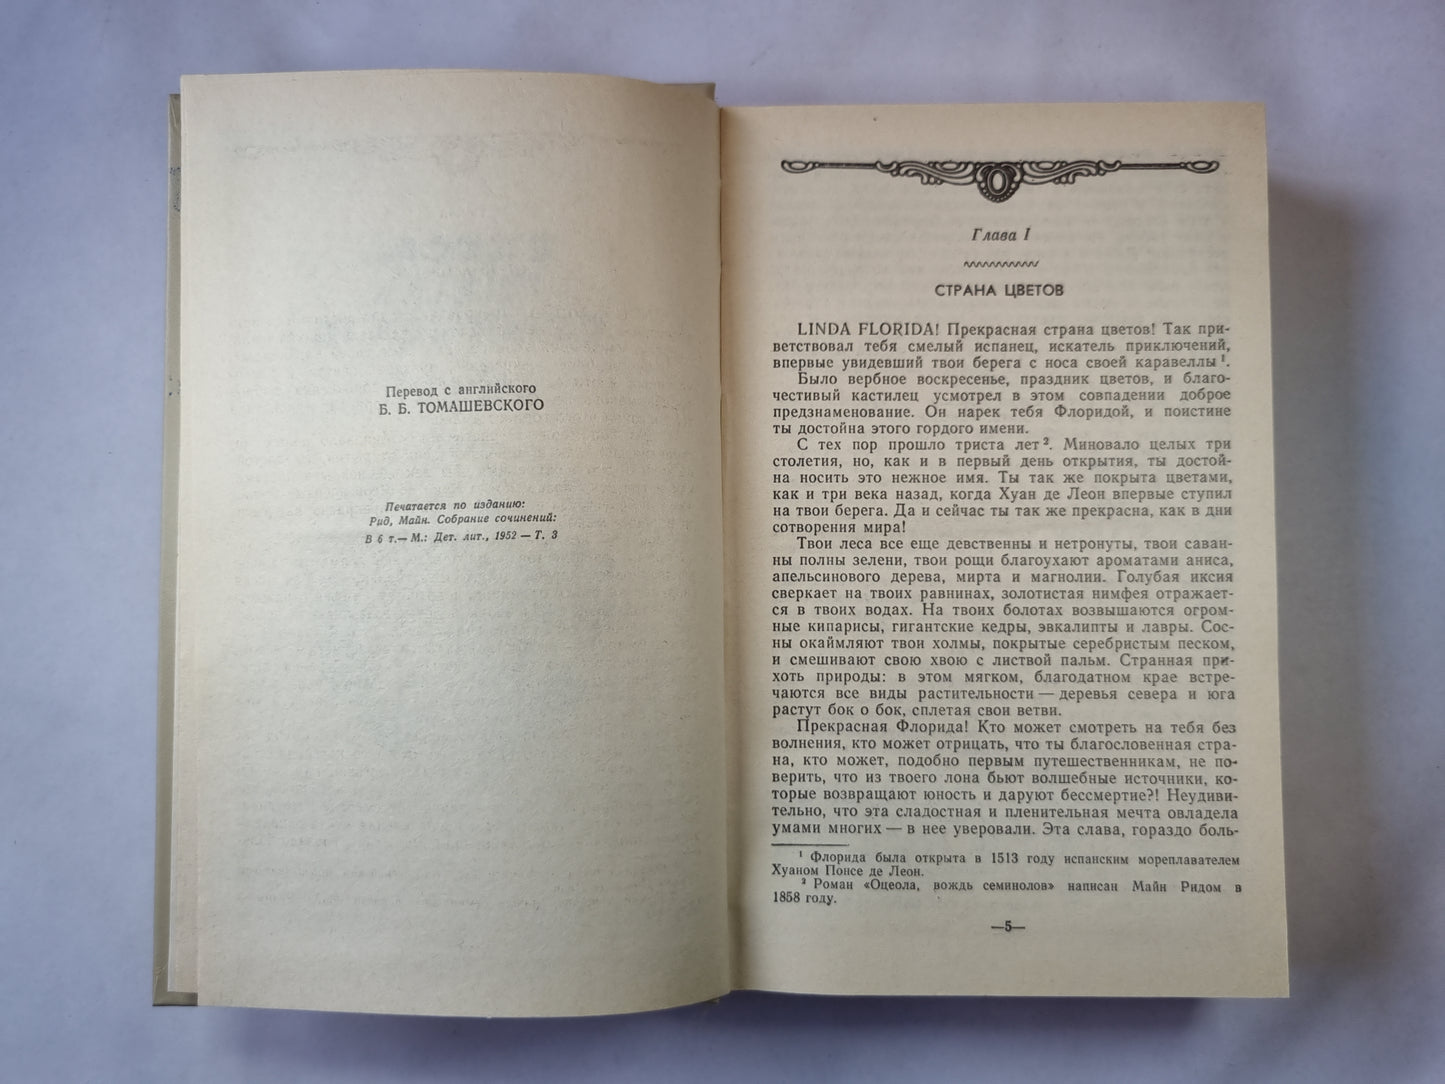 Перевод с английского
Б. Б. ТОМАШЕВСКОГО
Печатается по изданию:
Рид, Майн. Собрание сочинений:
В 6 т.— М.: Дет. лит., 1952 — Т. 3
Глава I
СТРАНА ЦВЕТОВ
LINDA FLORIDA! Прекрасная страна цветов! Так при-
ветствовал тебя смелый испанец, искатель приключений,
впервые увидевший твои берега с носа своей каравеллы ¹.
Было вербное воскресенье, праздник цветов, и благо-
честивый кастилец усмотрел в этом совпадении доброе
предзнаменование. Он нарек тебя Флоридой, и поистине
ты достойна этого гордого имени.
С тех пор прошло триста лет ². Миновало целых три
столетия, но, как и в первый день открытия, ты достой-
на носить это нежное имя. Ты так же покрыта цветами,
как и три века назад, когда Хуан де Леон впервые ступил
на твои берега. Да и сейчас ты так же прекрасна, как в дни
сотворения мира!
Твои леса все еще девственны и нетронуты, твои саван-
ны полны зелени, твои рощи благоухают ароматами аниса,
апельсинового дерева, мирта и магнолии. Голубая иксия
сверкает на твоих равнинах, золотистая нимфея отражает-
ся в твоих водах. На твоих болотах возвышаются огром-
ные кипарисы, гигантские кедры, эвкалипты и лавры. Сос-
ны окаймляют твои холмы, покрытые серебристым песком,
и смешивают свою хвою с листвой пальм. Странная при-
хоть природы: в этом мягком, благодатном крае встре-
чаются все виды растительности — деревья севера и юга
растут бок о бок, сплетая свои ветви.
Прекрасная Флорида! Кто может смотреть на тебя без
волнения, кто может отрицать, что ты благословенная стра-
на, кто может, подобно первым путешественникам, не по-
верить, что из твоего лона бьют волшебные источники, ко-
торые возвращают юность и даруют бессмертие?! Неудиви-
тельно, что эта сладостная и пленительная мечта овладела
умами многих — в нее уверовали. Эта слава, гораздо боль-
¹ Флорида была открыта в 1513 году испанским мореплавателем
Хуаном Понсе де Леон.
² Роман «Оцеола, вождь семинолов» написан Майн Ридом в
1858 году.
—5—